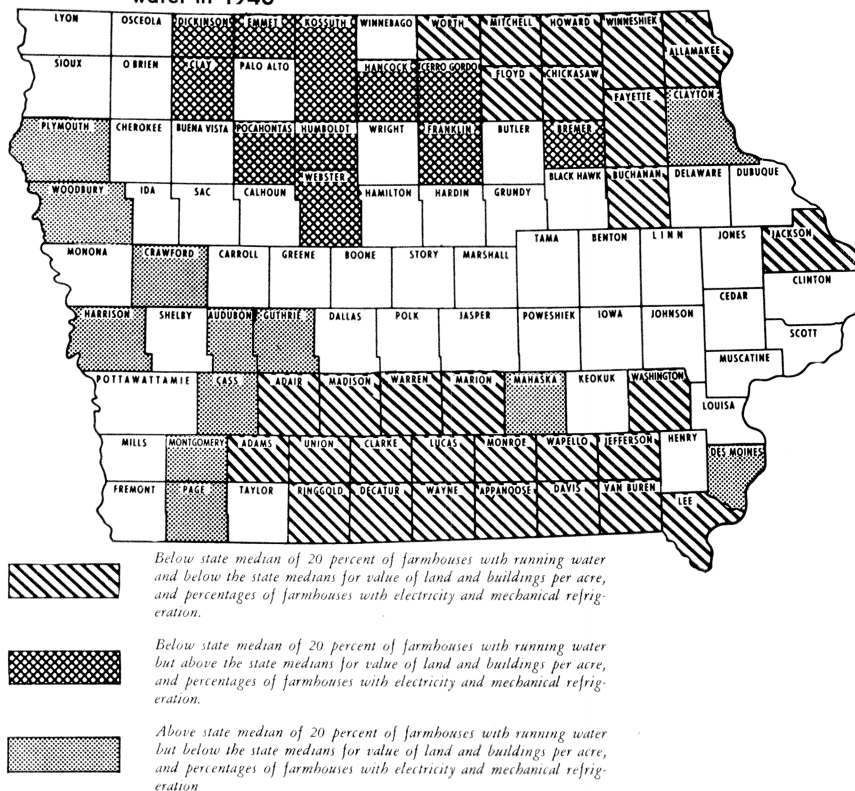 water in 1940
LYON OSCEOLA DICKINSON EMMET KOSSUTH WINNEBAGO WORTH MITCHELL HOWARD WINNESHIEK
ALLAMAKEE
SIOUX O BRIEN CLAY PALO ALTO HANCOCK CERRO GORDO FLOYD CHICKASAW
FAYETTE CLAYTON
PLYMOUTH CHEROKEE BUENA VISTA POCAHONTAS HUMBOLDT WRIGHT FRANKLIN BUTLER BREMER
WEBSTER BLACK HAWK BUCHANAN DELAWARE DUBUQUE
WOODBURY IDA SAC CALHOUN HAMILTON HARDIN GRUNDY
TAMA BENTON LINN JONES JACKSON
MONONA CRAWFORD CARROLL GREENE BOONE STORY MARSHALL
CLINTON
CEDAR
HARRISON SHELBY AUDUBON GUTHRIE DALLAS POLK JASPER POWESHIEK IOWA JOHNSON
SCOTT
MUSCATINE
POTTAWATTAMIE CASS ADAIR MADISON WARREN MARION MAHASKA KEOKUK WASHINGTON
LOUISA
MILLS MONTGOMERY ADAMS UNION CLARKE LUCAS MONROE WAPELLO JEFFERSON HENRY
DES MOINES
FREMONT PAGE TAYLOR RINGGOLD DECATUR WAYNE APPANOOSE DAVIS VAN BUREN
LEE
Below state median of 20 percent of farmhouses with running water
and below the state medians for value of land and buildings per acre,
and percentages of farmhouses with electricity and mechanical refrig-
eration.
Below state median of 20 percent of farmhouses with running water
but above the state medians for value of land and buildings per acre,
and percentages of farmhouses with electricity and mechanical refrig-
eration.
Above state median of 20 percent of farmhouses with running water
but below the state medians for value of land and buildings per acre,
and percentages of farmhouses with electricity and mechanical refrig-
eration